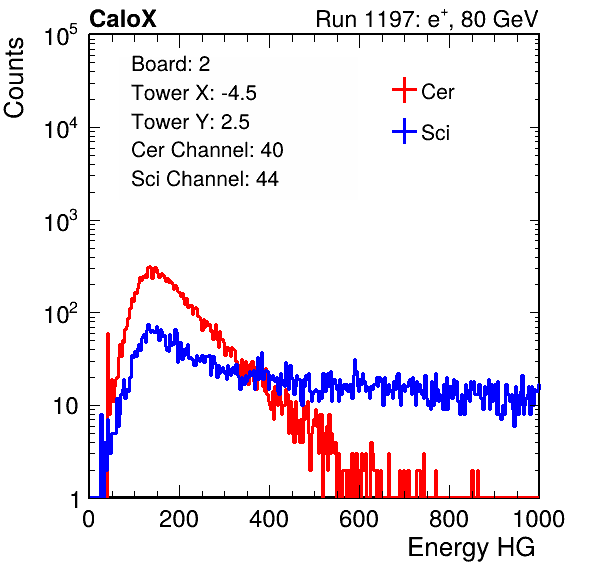 CaloX Run 1197: e⁺, 80 GeV
Counts
10⁵
10⁴
10³
10²
10
1
Board: 2
Tower X: -4.5
Tower Y: 2.5
Cer Channel: 40
Sci Channel: 44
Cer
Sci
0 200 400 600 800 1000
Energy HG